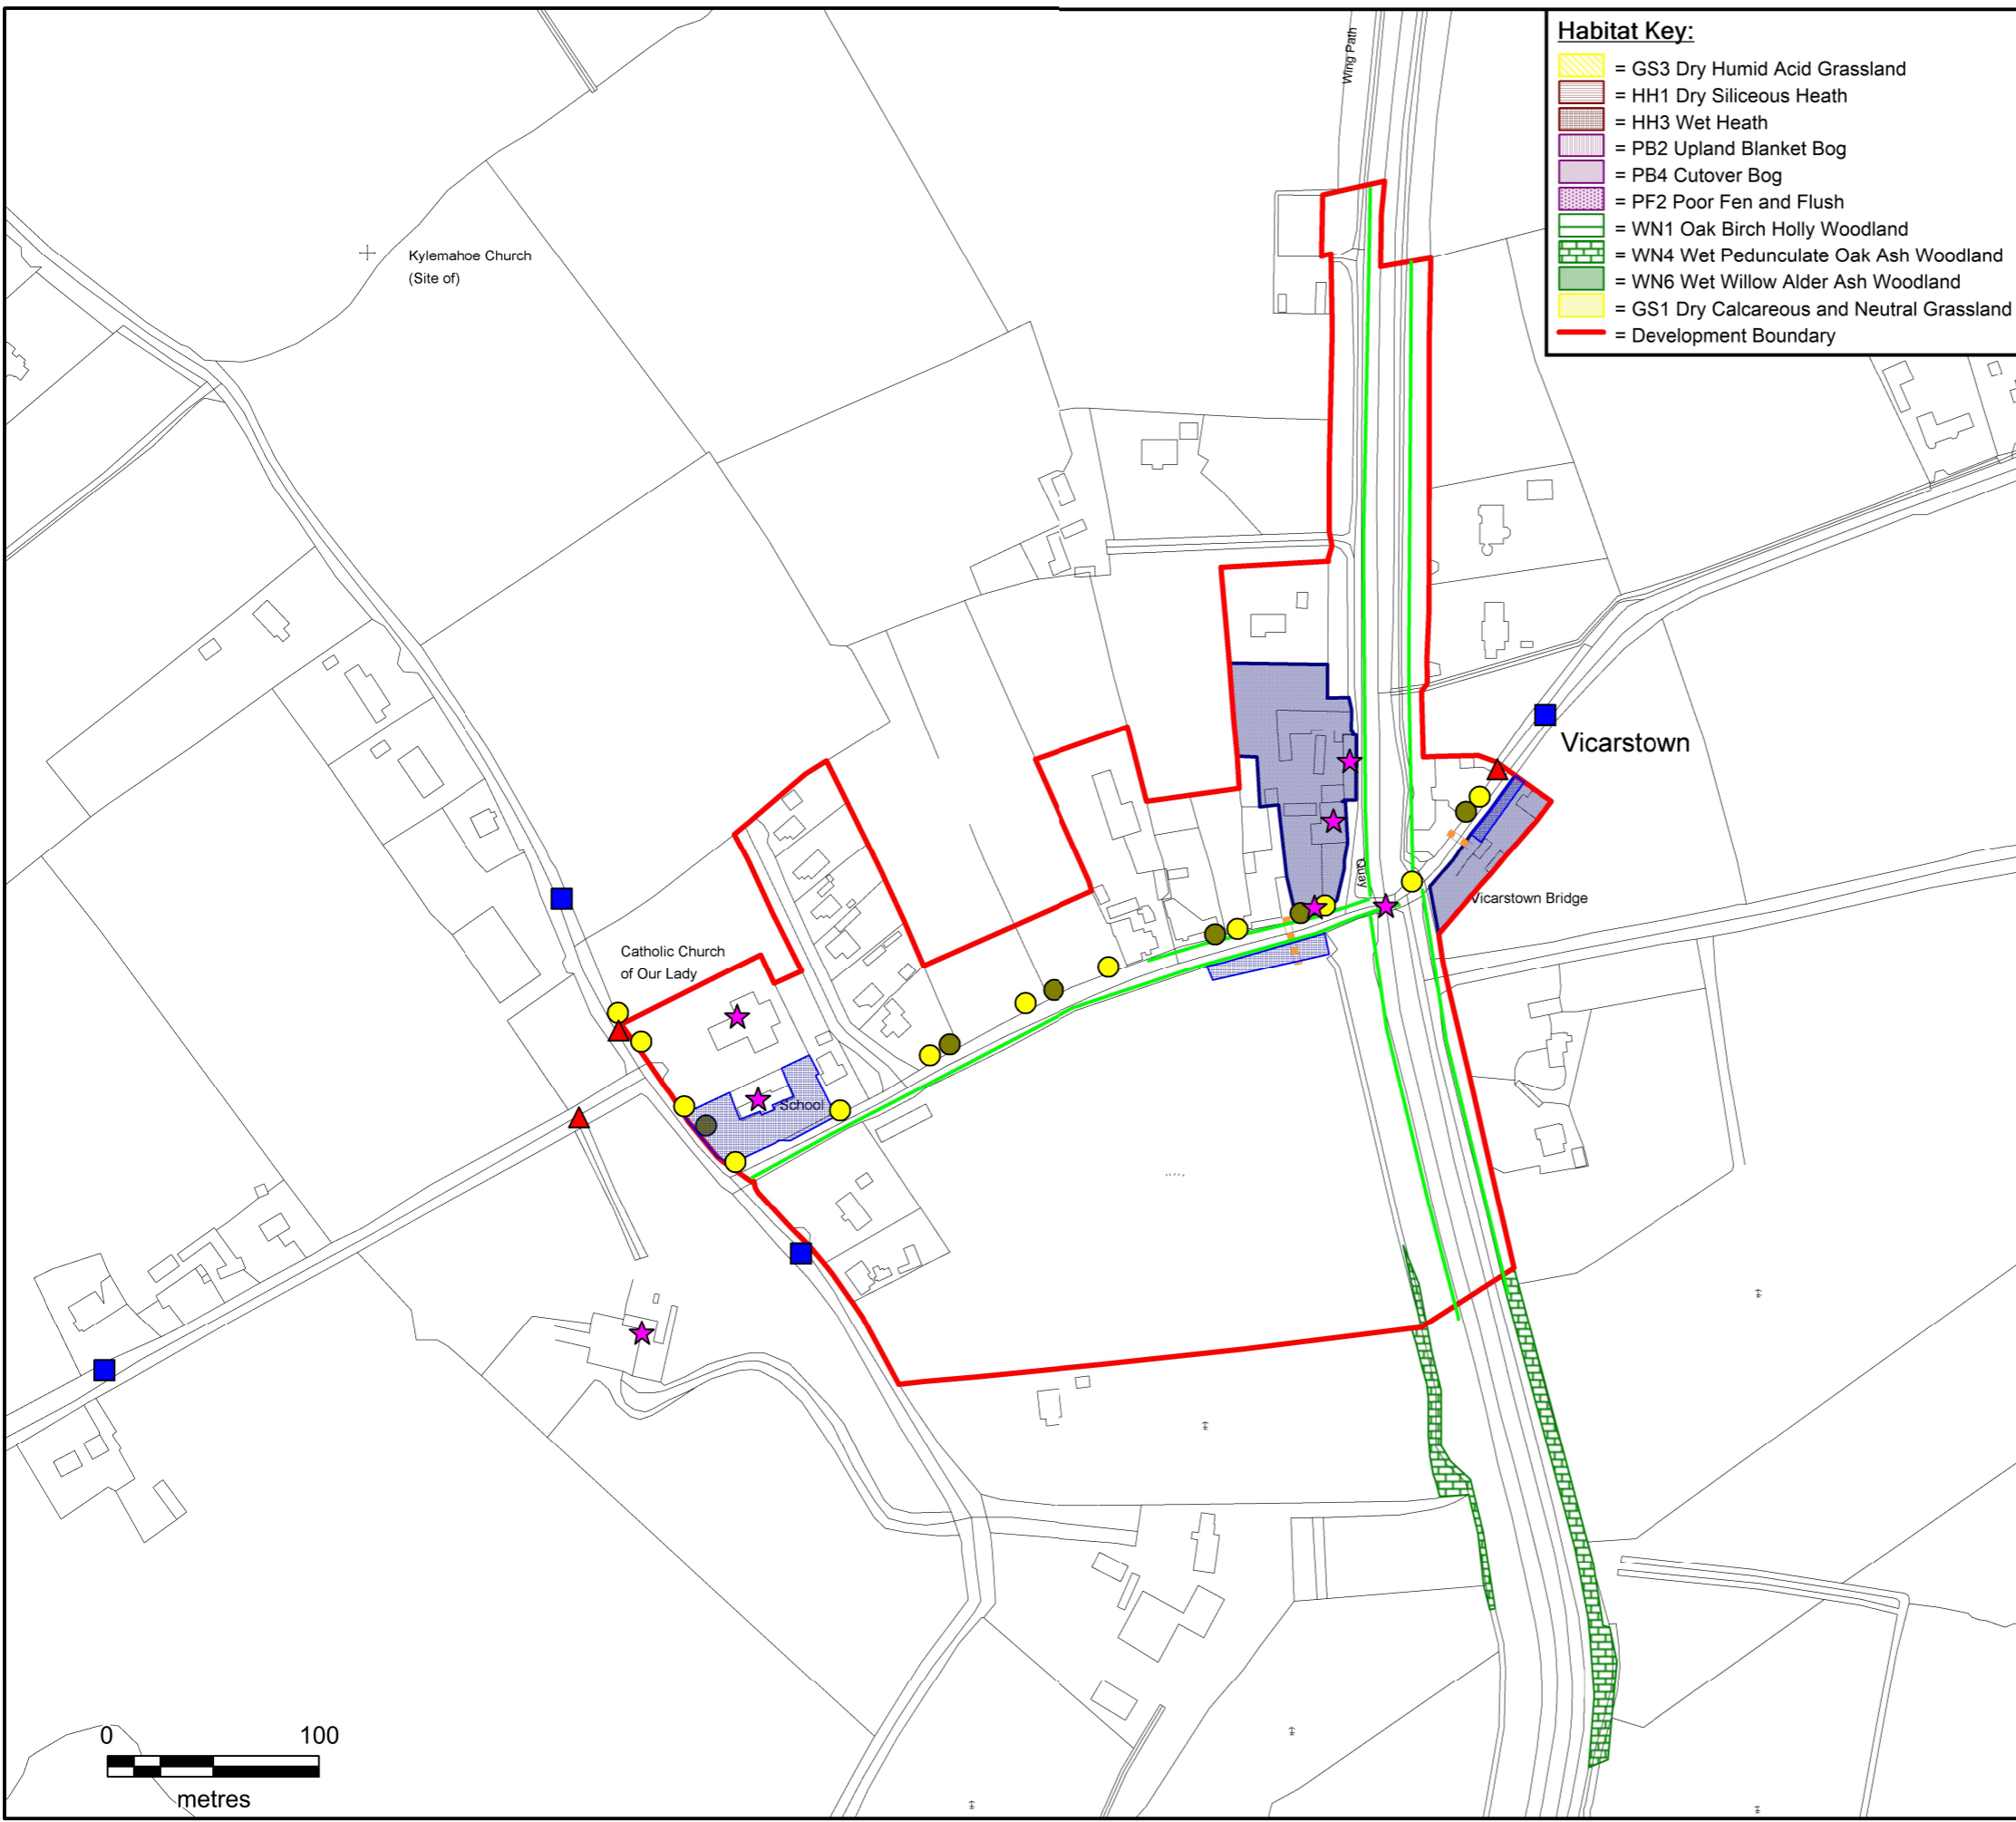 Habitat Key:
= GS3 Dry Humid Acid Grassland
= HH1 Dry Siliceous Heath
= HH3 Wet Heath
= PB2 Upland Blanket Bog
= PB4 Cutover Bog
= PF2 Poor Fen and Flush
= WN1 Oak Birch Holly Woodland
= WN4 Wet Pedunculate Oak Ash Woodland
= WN6 Wet Willow Alder Ash Woodland
= GS1 Dry Calcareous and Neutral Grassland
= Development Boundary
Wing Path
Kylemahoe Church
(Site of)
Vicarstown
Quay
Vicarstown Bridge
Catholic Church
of Our Lady
School
0 100
metres